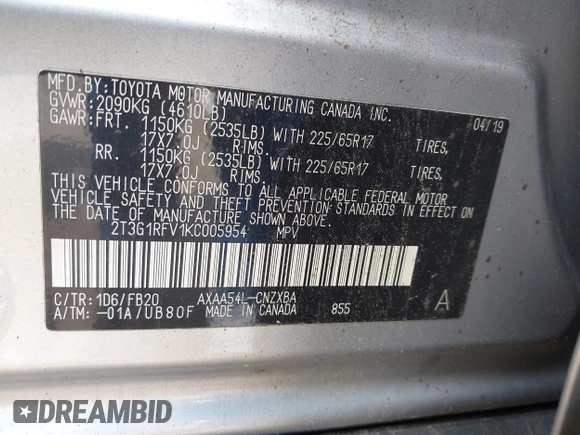 MFD.BY:TOYOTA MOTOR MANUFACTURING CANADA INC.
GVWR:2090KG (4610LB) 04/19
GAWR:FRT. 1150KG (2535LB) WITH 225/65R17 TIRES,
17X7.0J RIMS.
RR. 1150KG (2535LB) WITH 225/65R17 TIRES,
17X7.0J RIMS.
THIS VEHICLE CONFORMS TO ALL APPLICABLE FEDERAL MOTOR
VEHICLE SAFETY AND THEFT PREVENTION STANDARDS IN EFFECT ON
THE DATE OF MANUFACTURE SHOWN ABOVE.
2T3G1RFV1KC005954 MPV
C/TR:1D6/FB20 AXAA54L-CNZXBA A
A/TM:-01A/UB80F MADE IN CANADA 855
DREAMBID